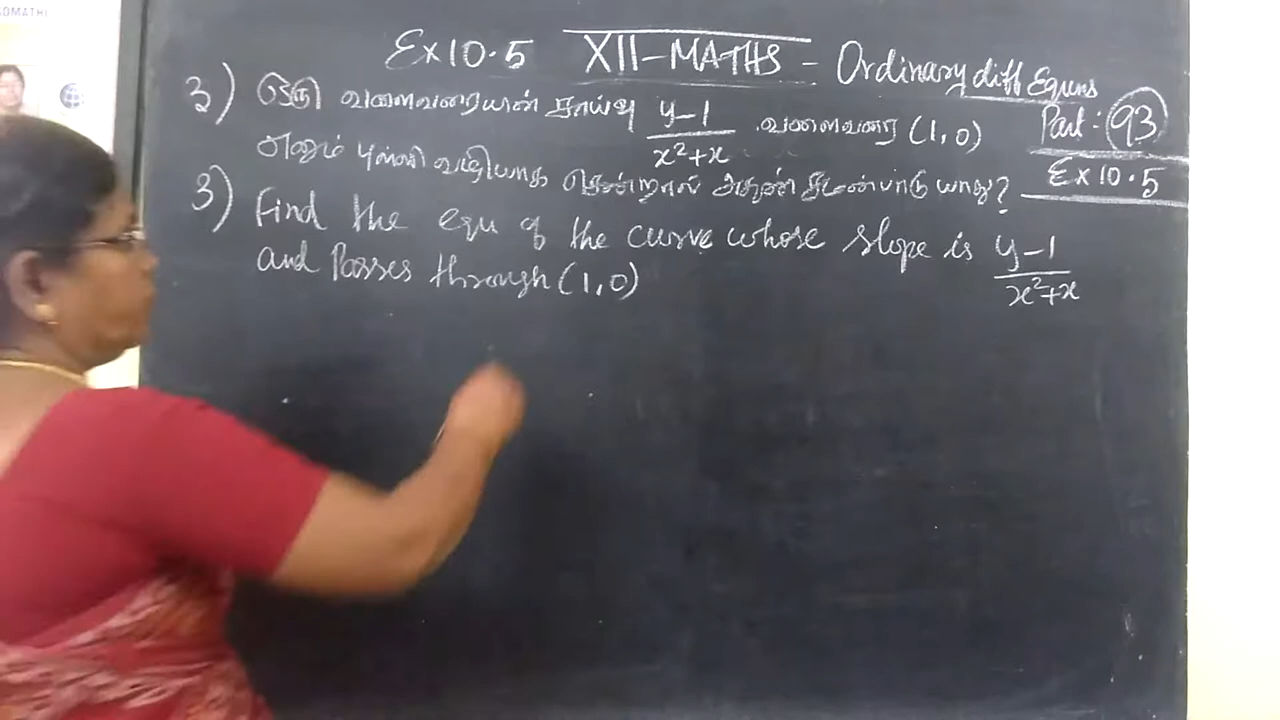 GOMATHI
Ex 10.5 XII-MATHS - Ordinary diff Equns
Part: 93
Ex 10.5
3) ஒரு வளைவரையின் சாய்வு y-1/x²+x . வளைவரை (1,0)
எனும் புள்ளி வழியாக சென்றால் அதன் சமன்பாடு யாது?
3) Find the equ of the curve whose slope is y-1/x²+x
and Passes through (1,0)